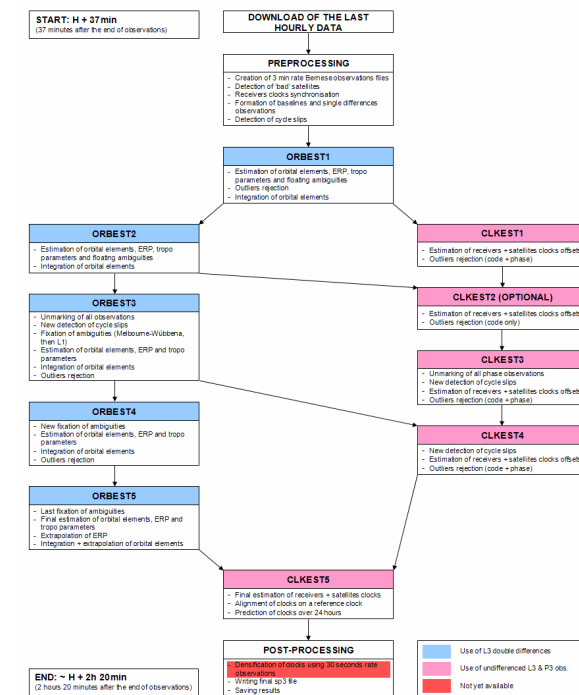 START: H + 37min
(37 minutes after the end of observations)
DOWNLOAD OF THE LAST
HOURLY DATA
PREPROCESSING
- Creation of 3 min rate Bernese observations files
- Detection of 'bad' satellites
- Receivers clocks synchronisation
- Formation of baselines and single differences
observations
- Detection of cycle slips
ORBEST1
- Estimation of orbital elements, ERP, tropo
parameters and floating ambiguities
- Outliers rejection
- Integration of orbital elements
ORBEST2
- Estimation of orbital elements, ERP, tropo
parameters and floating ambiguities
- Integration of orbital elements
CLKEST1
- Estimation of receivers + satellites clocks offsets
- Outliers rejection (code + phase)
CLKEST2 (OPTIONAL)
- Estimation of receivers + satellites clocks offsets
- Outliers rejection (code only)
ORBEST3
- Unmarking of all observations
- New detection of cycle slips
- Fixation of ambiguities (Melbourne-Wübbena,
then L1)
- Estimation of orbital elements, ERP and tropo
parameters
- Integration of orbital elements
- Outliers rejection
CLKEST3
- Unmarking of all phase observations
- New detection of cycle slips
- Estimation of receivers + satellites clocks offsets
- Outliers rejection (code + phase)
ORBEST4
- New fixation of ambiguities
- Estimation of orbital elements, ERP and tropo
parameters
- Integration of orbital elements
- Outliers rejection
CLKEST4
- New detection of cycle slips
- Estimation of receivers + satellites clocks offsets
- Outliers rejection (code + phase)
ORBEST5
- Last fixation of ambiguities
- Final estimation of orbital elements, ERP and
tropo parameters
- Extrapolation of ERP
- Integration + extrapolation of orbital elements
CLKEST5
- Final estimation of receivers + satellites clocks
- Alignment of clocks on a reference clock
- Prediction of clocks over 24 hours
POST-PROCESSING
- Densification of clocks using 30 seconds rate
observations
- Writing final sp3 file
- Saving results
END: ~ H + 2h 20min
(2 hours 20 minutes after the end of observations)
Use of L3 double differences
Use of undifferenced L3 & P3 obs.
Not yet available